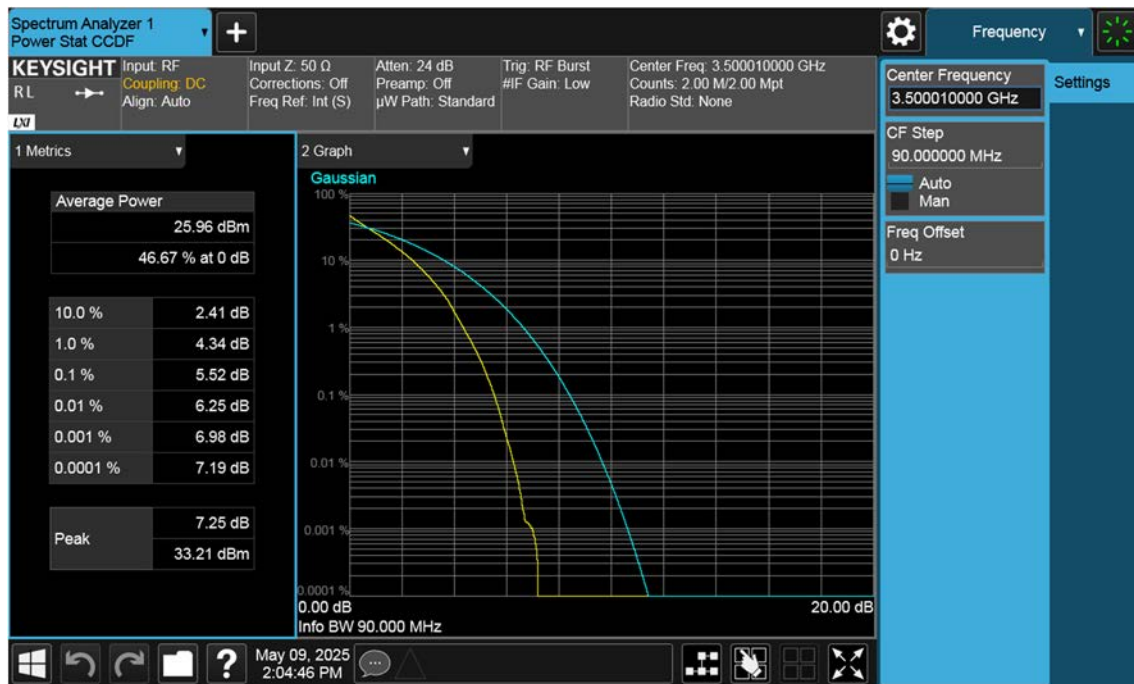 Spectrum Analyzer 1
Power Stat CCDF
Frequency
KEYSIGHT
RL
LXI
Input: RF
Coupling: DC
Align: Auto
Input Z: 50 Ω
Corrections: Off
Freq Ref: Int (S)
Atten: 24 dB
Preamp: Off
µW Path: Standard
Trig: RF Burst
#IF Gain: Low
Center Freq: 3.500010000 GHz
Counts: 2.00 M/2.00 Mpt
Radio Std: None
Center Frequency
3.500010000 GHz
Settings
CF Step
90.000000 MHz
Auto
Man
Freq Offset
0 Hz
1 Metrics
Average Power
25.96 dBm
46.67 % at 0 dB
10.0 % 2.41 dB
1.0 % 4.34 dB
0.1 % 5.52 dB
0.01 % 6.25 dB
0.001 % 6.98 dB
0.0001 % 7.19 dB
Peak
7.25 dB
33.21 dBm
2 Graph
Gaussian
100 %
10 %
1 %
0.1 %
0.01 %
0.001 %
0.0001 %
0.00 dB 20.00 dB
Info BW 90.000 MHz
?
May 09, 2025
2:04:46 PM